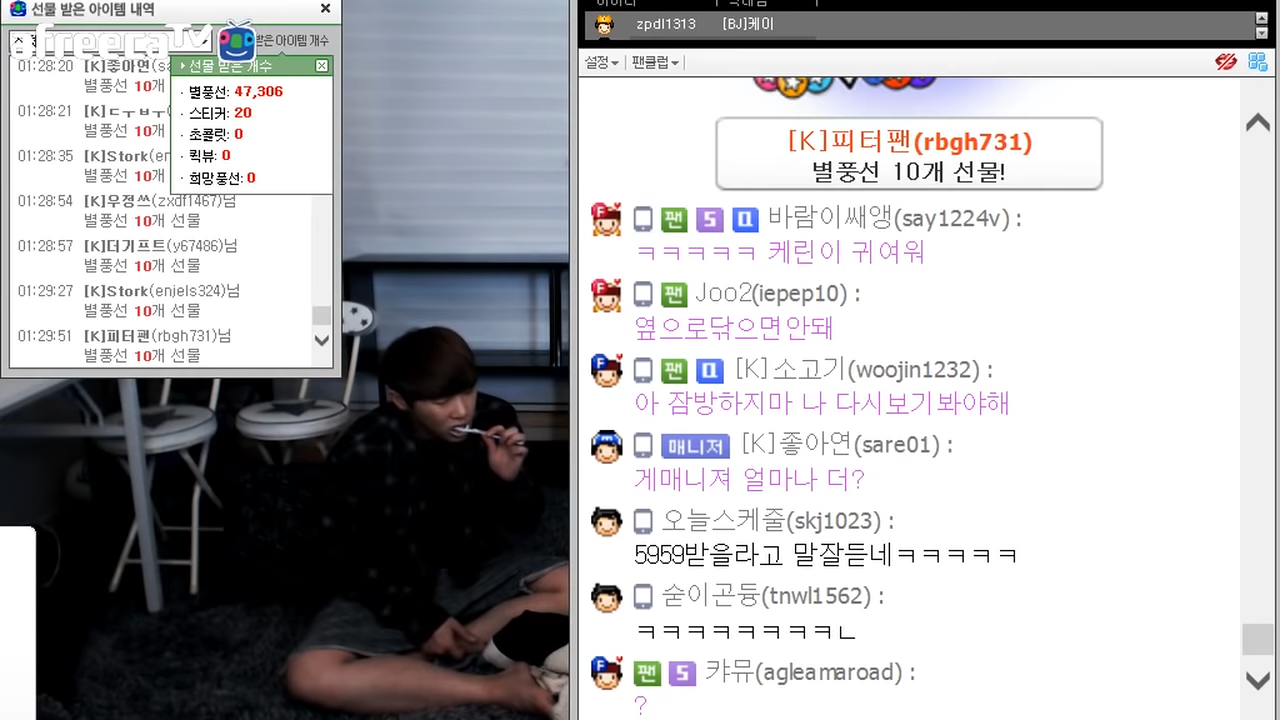 선물 받은 아이템 내역
afreecaTV
받은 아이템 개수
선물 받은 개수
별풍선: 47,306
스티커: 20
초콜릿: 0
퀵뷰: 0
희망풍선: 0
01:28:20 [K]좋아연(sa
별풍선 10개
01:28:21 [K]ㄷㅜㅂㅜ(
별풍선 10개
01:28:35 [K]Stork(en
별풍선 10개
01:28:54 [K]우정쓰(zxdf1467)님
별풍선 10개 선물
01:28:57 [K]더기프트(y67486)님
별풍선 10개 선물
01:29:27 [K]Stork(enjels324)님
별풍선 10개 선물
01:29:51 [K]피터팬(rbgh731)님
별풍선 10개 선물
zpdl1313 [BJ]케이
설정 팬클럽
[K]피터팬(rbgh731)
별풍선 10개 선물!
팬 S 바람이쌔앵(say1224v) :
ㅋㅋㅋㅋㅋ 케린이 귀여워
팬 Joo2(iepep10) :
옆으로닦으면안돼
팬 [K]소고기(woojin1232) :
아 잠방하지마 나 다시보기봐야해
매니저 [K]좋아연(sare01) :
게매니져 얼마나 더?
오늘스케줄(skj1023) :
5959받을라고 말잘듣네ㅋㅋㅋㅋㅋ
숟이곤듕(tnwl1562) :
ㅋㅋㅋㅋㅋㅋㅋㅋㄴ
팬 S 캬뮤(agleamaroad) :
?